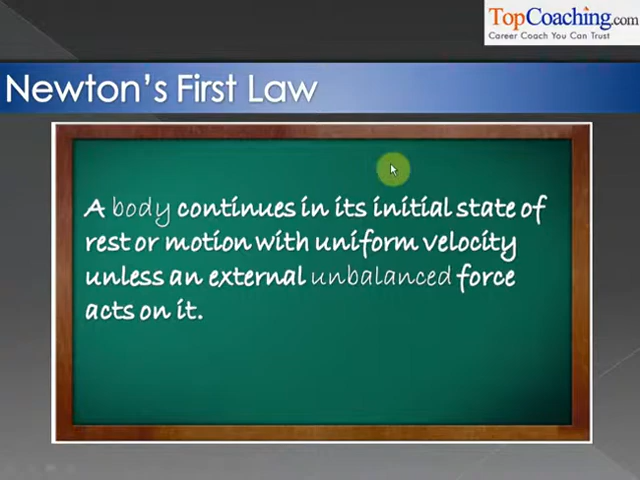 TopCoaching.com
Career Coach You Can Trust
Newton's First Law
A body continues in its initial state of
rest or motion with uniform velocity
unless an external unbalanced force
acts on it.